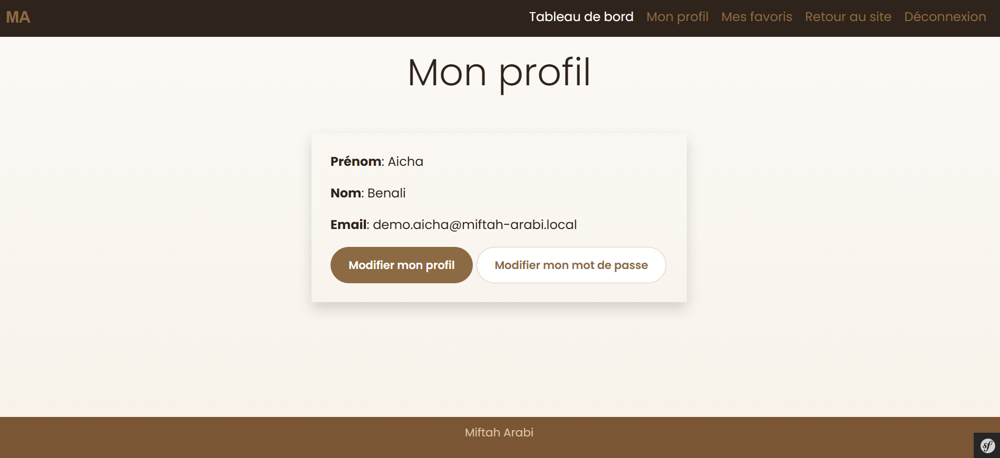 MA
Tableau de bord Mon profil Mes favoris Retour au site Déconnexion
Mon profil
Prénom: Aicha
Nom: Benali
Email: demo.aicha@miftah-arabi.local
Modifier mon profil Modifier mon mot de passe
Miftah Arabi
sf